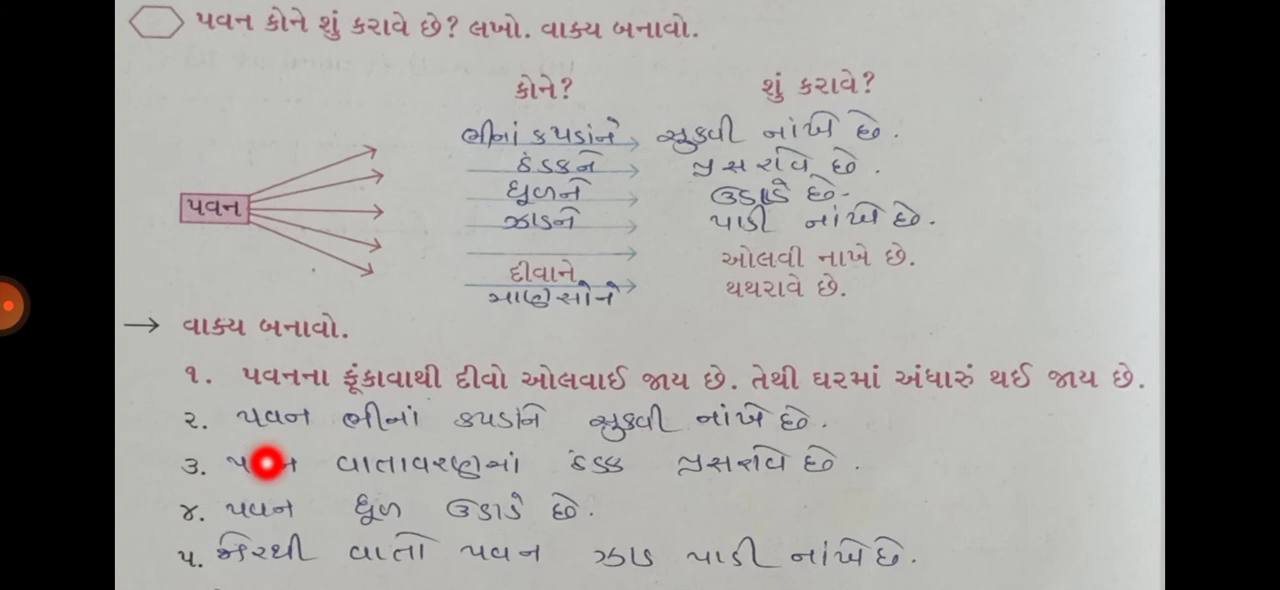 પવન કોને શું કરાવે છે? લખો. વાક્ય બનાવો.
કોને? શું કરાવે?
ભીનાં કપડાંને સુકવી નાંખે છે.
ઠંડકને પ્રસરાવે છે.
ધૂળને ઉડાડે છે.
પવન ઝાડને પાડી નાંખે છે.
દીવાને ઓલવી નાખે છે.
માણસોને થથરાવે છે.
→ વાક્ય બનાવો.
૧. પવનના ફૂંકાવાથી દીવો ઓલવાઈ જાય છે. તેથી ઘરમાં અંધારું થઈ જાય છે.
૨. પવન ભીનાં કપડાંને સુકવી નાંખે છે.
૩. વાતાવરણમાં ઠંડક પ્રસરાવે છે.
૪. પવન ધૂળ ઉડાડે છે.
૫. જોરથી વાતો પવન ઝાડ પાડી નાંખે છે.